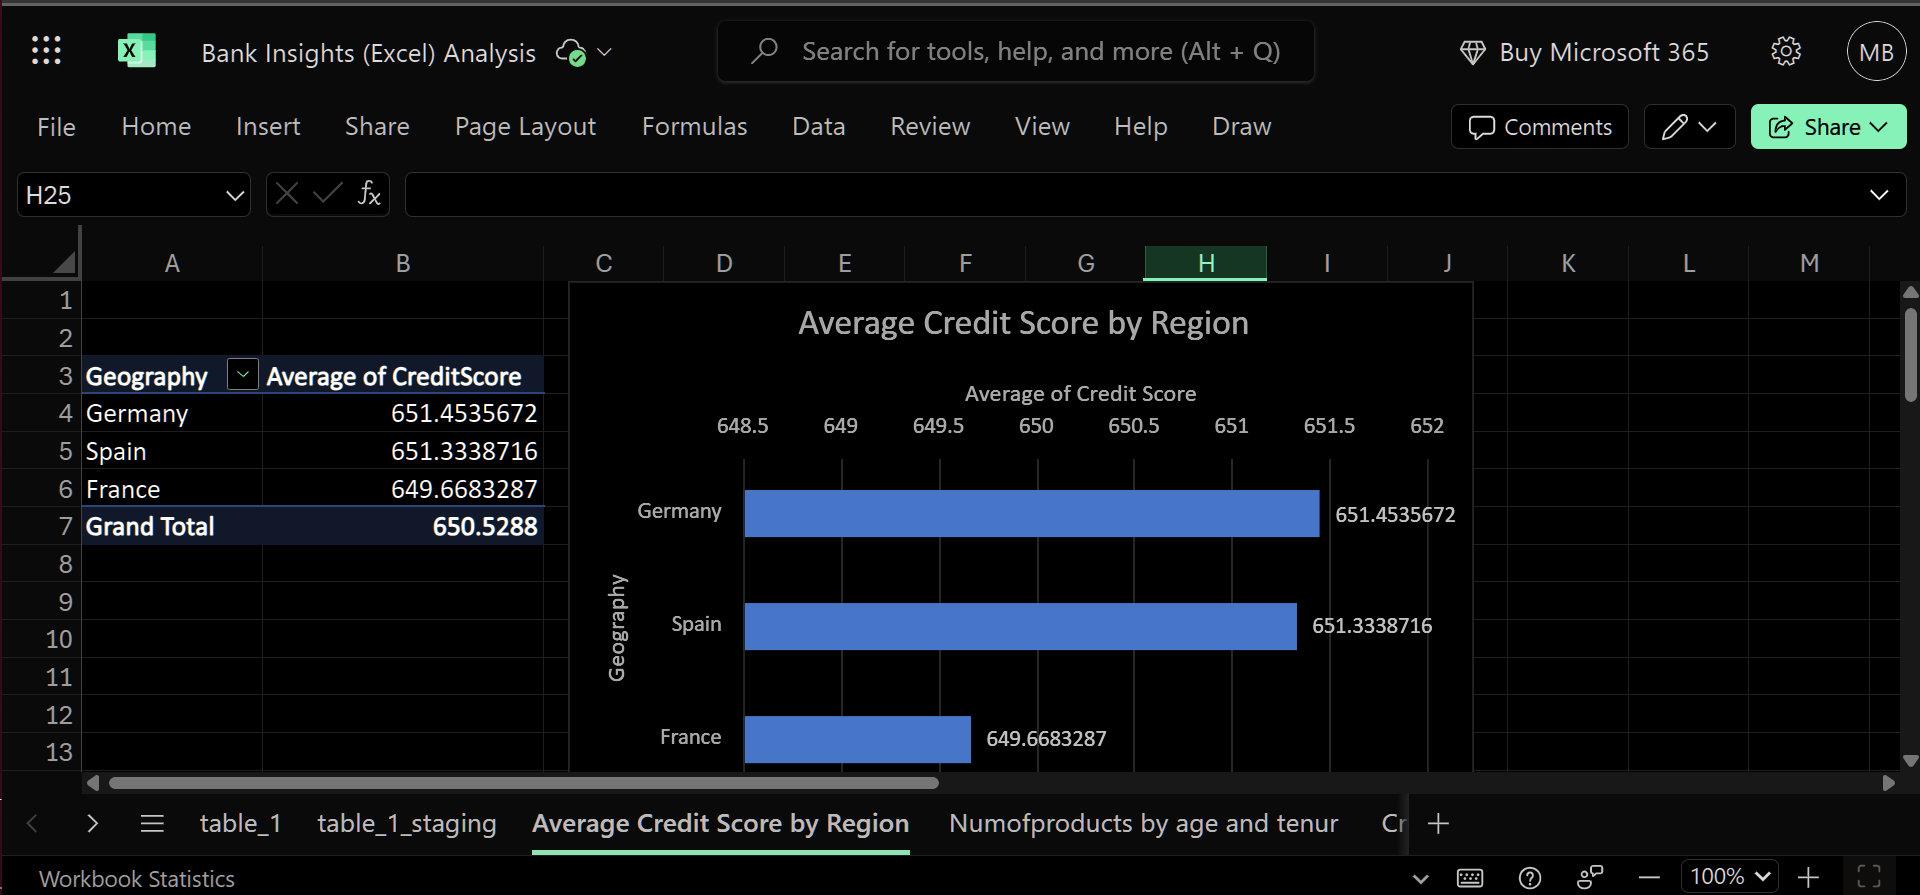 Bank Insights (Excel) Analysis
Search for tools, help, and more (Alt + Q)
Buy Microsoft 365
MB
File Home Insert Share Page Layout Formulas Data Review View Help Draw
Comments
Share
H25
fx
A B C D E F G H I J K L M
1
2
3 Geography Average of CreditScore
4 Germany 651.4535672
5 Spain 651.3338716
6 France 649.6683287
7 Grand Total 650.5288
8
9
10
11
12
13
Average Credit Score by Region
Average of Credit Score
648.5 649 649.5 650 650.5 651 651.5 652
Geography
Germany 651.4535672
Spain 651.3338716
France 649.6683287
table_1 table_1_staging Average Credit Score by Region Numofproducts by age and tenur Cr
Workbook Statistics
100%